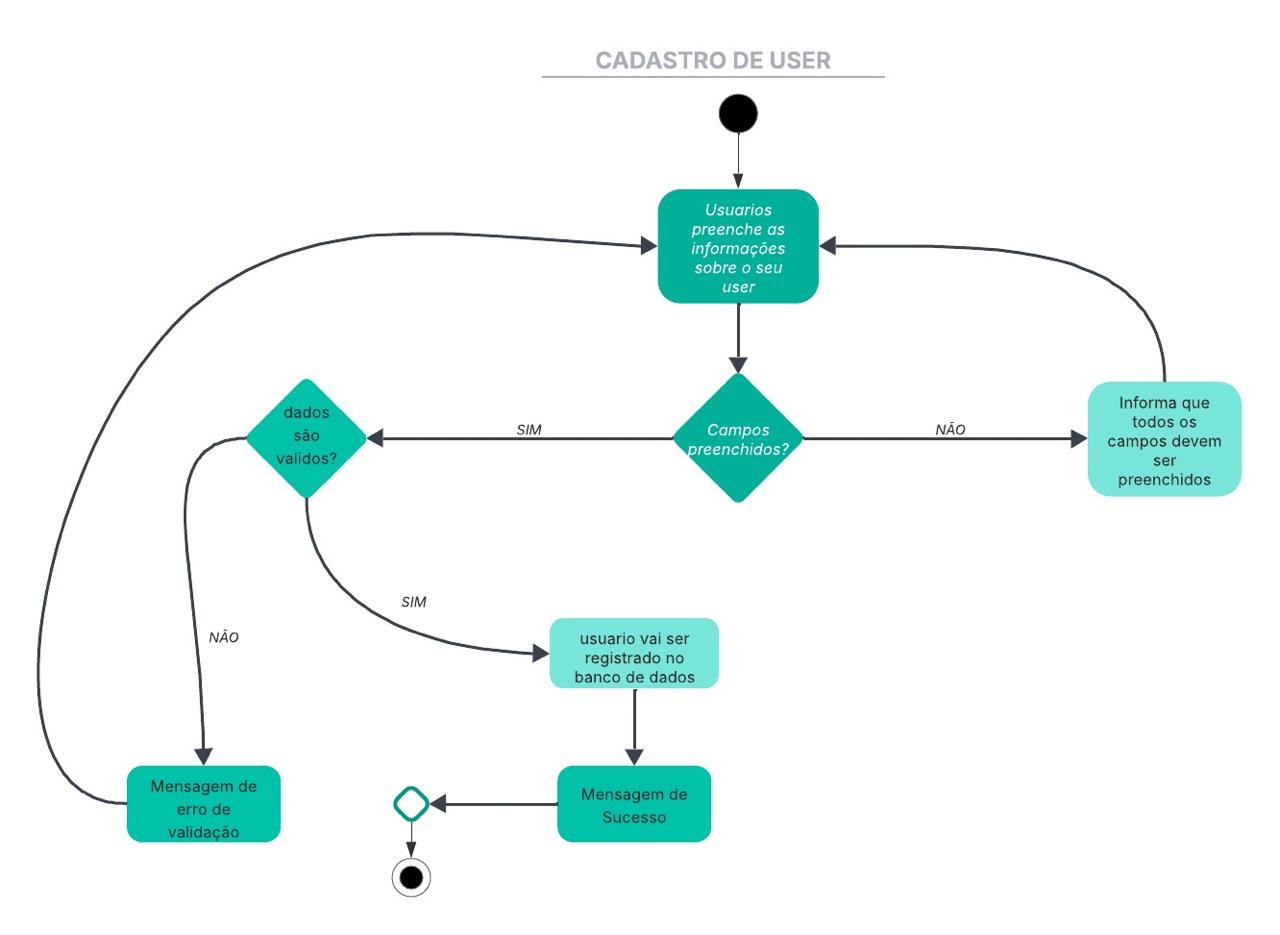 CADASTRO DE USER
Usuarios
preenche as
informações
sobre o seu
user
Campos
preenchidos?
SIM
NÃO
dados
são
validos?
Informa que
todos os
campos devem
ser
preenchidos
SIM
NÃO
usuario vai ser
registrado no
banco de dados
Mensagem de
erro de
validação
Mensagem de
Sucesso